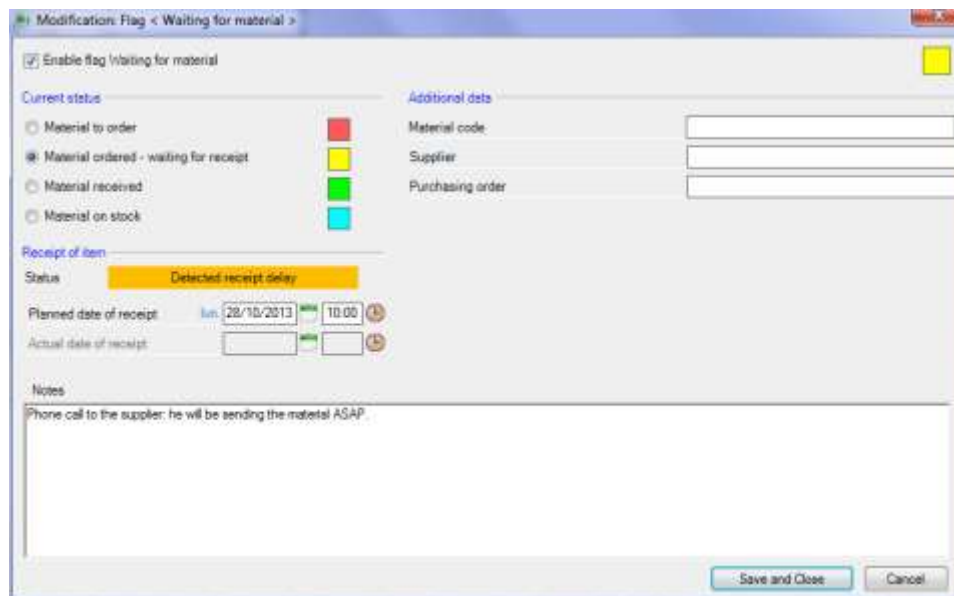 Modification: Flag < Waiting for material >
Enable flag Waiting for material
Current status
Material to order
Material ordered - waiting for receipt
Material received
Material on stock
Additional data
Material code
Supplier
Purchasing order
Receipt of item
Status Detected receipt delay
Planned date of receipt lun 28/10/2013 10:00
Actual date of receipt
Notes
Phone call to the supplier: he will be sending the material ASAP.
Save and Close Cancel